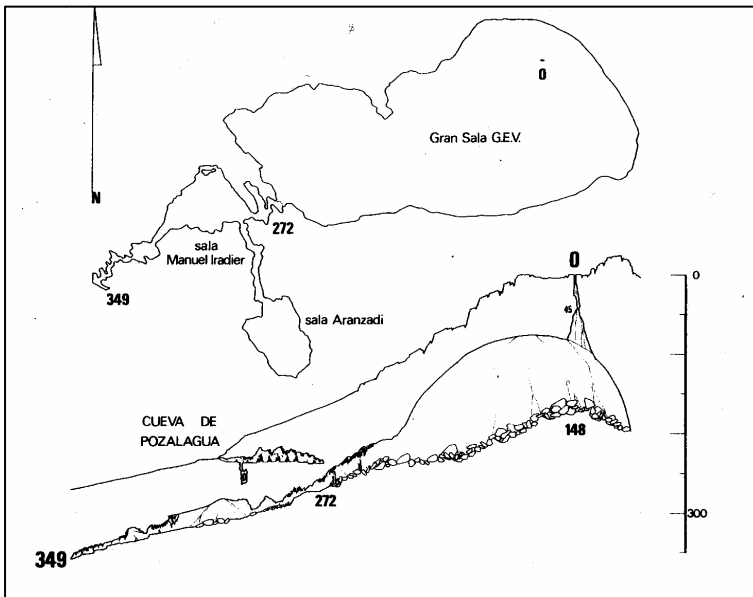 0
Gran Sala G.E.V.
N
272
sala
Manuel Iradier
349
sala Aranzadi
0
0
45
CUEVA DE
POZALAGUA
148
272
300
349